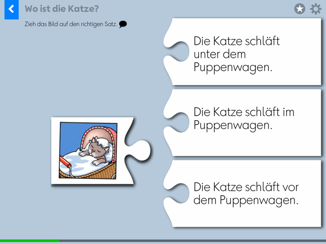 Wo ist die Katze?
Zieh das Bild auf den richtigen Satz.
Die Katze schläft
unter dem
Puppenwagen.
Die Katze schläft im
Puppenwagen.
Die Katze schläft vor
dem Puppenwagen.